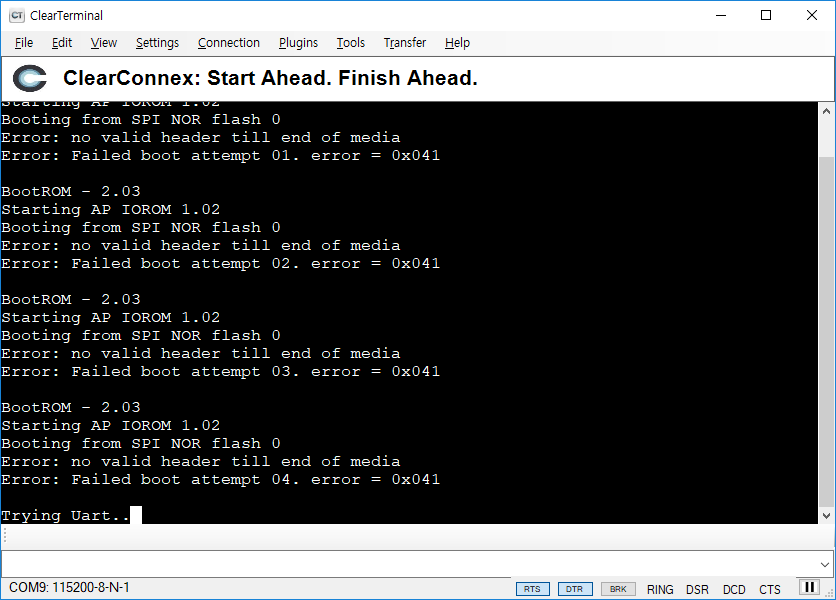 ClearTerminal
File Edit View Settings Connection Plugins Tools Transfer Help
ClearConnex: Start Ahead. Finish Ahead.
Starting AP IOROM 1.02
Booting from SPI NOR flash 0
Error: no valid header till end of media
Error: Failed boot attempt 01. error = 0x041
BootROM - 2.03
Starting AP IOROM 1.02
Booting from SPI NOR flash 0
Error: no valid header till end of media
Error: Failed boot attempt 02. error = 0x041
BootROM - 2.03
Starting AP IOROM 1.02
Booting from SPI NOR flash 0
Error: no valid header till end of media
Error: Failed boot attempt 03. error = 0x041
BootROM - 2.03
Starting AP IOROM 1.02
Booting from SPI NOR flash 0
Error: no valid header till end of media
Error: Failed boot attempt 04. error = 0x041
Trying Uart..
COM9: 115200-8-N-1 RTS DTR BRK RING DSR DCD CTS